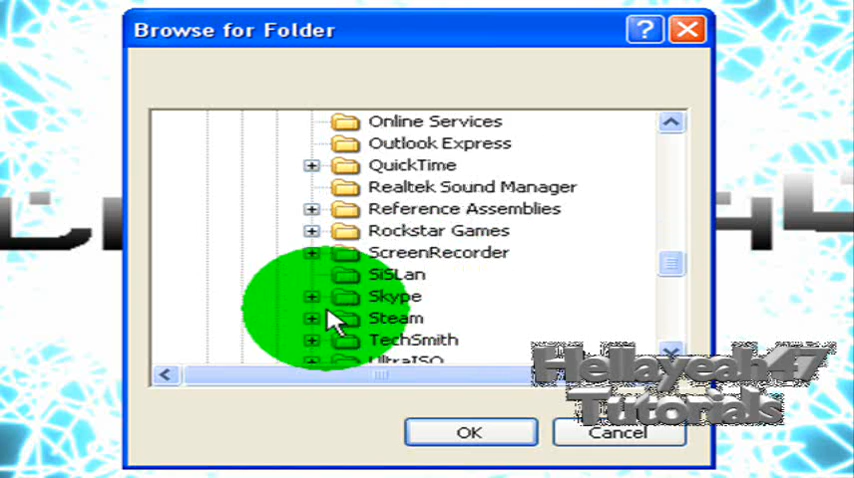 Browse for Folder
Online Services
Outlook Express
QuickTime
Realtek Sound Manager
Reference Assemblies
Rockstar Games
ScreenRecorder
SiSLan
Skype
Steam
TechSmith
UltraISO
Hellayeah47
Tutorials
OK
Cancel